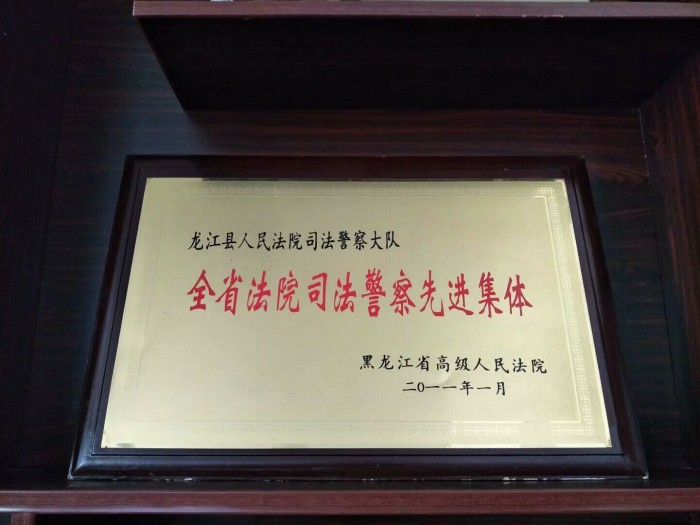 龙江县人民法院司法警察大队
全省法院司法警察先进集体
黑龙江省高级人民法院
二0一一年一月